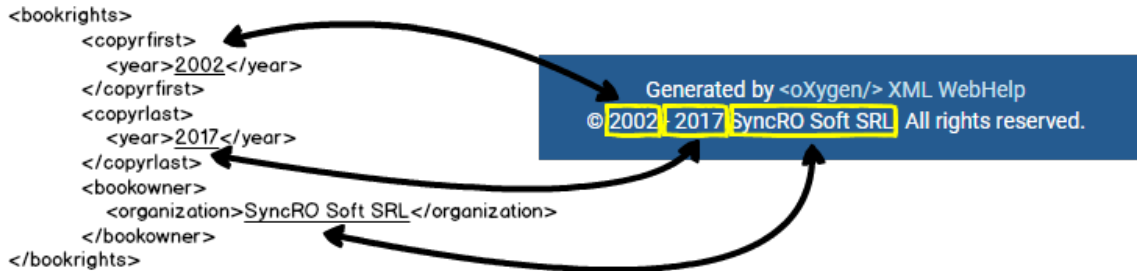 <bookrights>
<copyrfirst>
<year>2002</year>
</copyrfirst>
<copyrlast>
<year>2017</year>
</copyrlast>
<bookowner>
<organization>SyncRO Soft SRL</organization>
</bookowner>
</bookrights>
Generated by <oXygen/> XML WebHelp
© 2002 - 2017 SyncRO Soft SRL. All rights reserved.